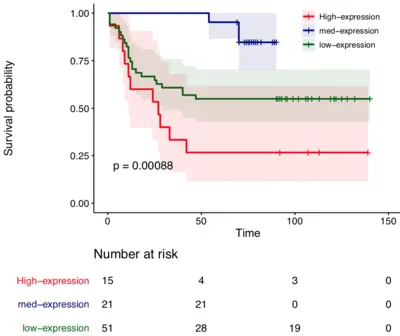 Survival probability
1.00
0.75
0.50
0.25
0.00
High-expression
med-expression
low-expression
p = 0.00088
0 50 100 150
Time
Number at risk
High-expression 15 4 3 0
med-expression 21 21 0 0
low-expression 51 28 19 0